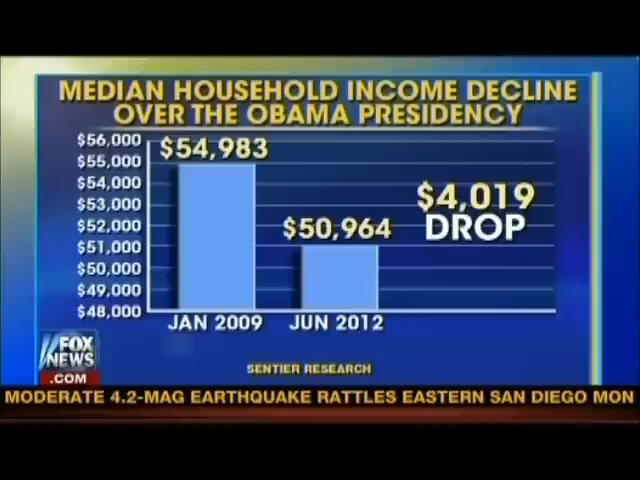 MEDIAN HOUSEHOLD INCOME DECLINE
OVER THE OBAMA PRESIDENCY
$56,000
$55,000
$54,000
$53,000
$52,000
$51,000
$50,000
$49,000
$48,000
$54,983
$50,964
$4,019
DROP
JAN 2009
JUN 2012
SENTIER RESEARCH
FOX
NEWS
.COM
MODERATE 4.2-MAG EARTHQUAKE RATTLES EASTERN SAN DIEGO MON